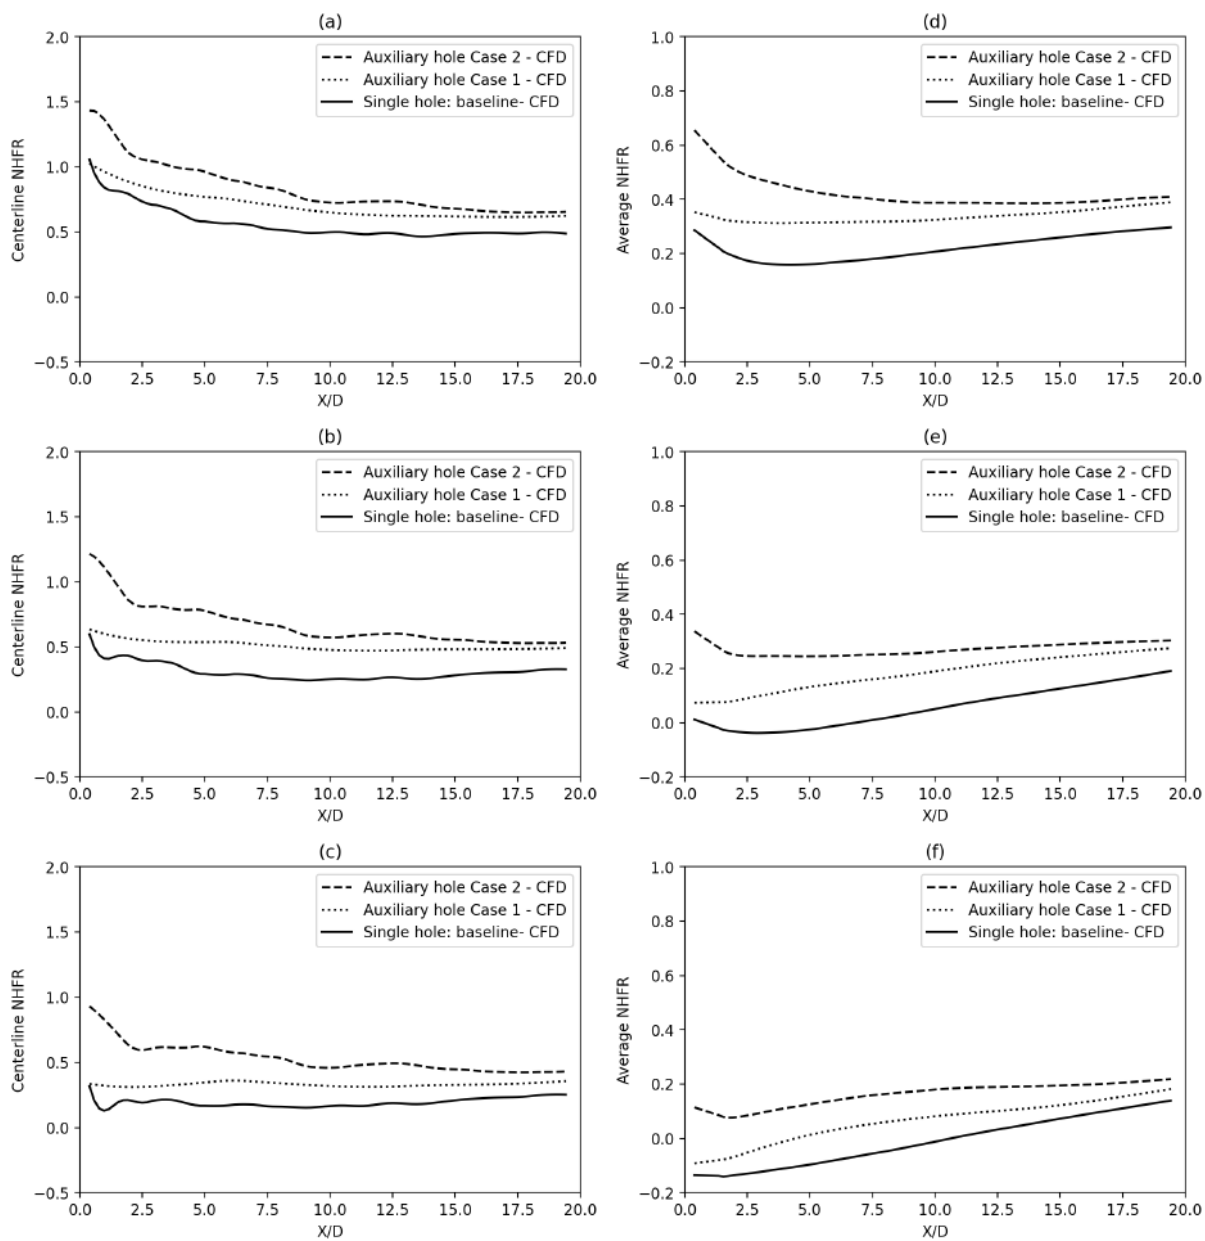 (a)
2.0
1.5
1.0
0.5
0.0
−0.5
Centerline NHFR
Auxiliary hole Case 2 - CFD
Auxiliary hole Case 1 - CFD
Single hole: baseline- CFD
0.0 2.5 5.0 7.5 10.0 12.5 15.0 17.5 20.0
X/D
(d)
1.0
0.8
0.6
0.4
0.2
0.0
−0.2
Average NHFR
Auxiliary hole Case 2 - CFD
Auxiliary hole Case 1 - CFD
Single hole: baseline- CFD
0.0 2.5 5.0 7.5 10.0 12.5 15.0 17.5 20.0
X/D
(b)
2.0
1.5
1.0
0.5
0.0
−0.5
Centerline NHFR
Auxiliary hole Case 2 - CFD
Auxiliary hole Case 1 - CFD
Single hole: baseline- CFD
0.0 2.5 5.0 7.5 10.0 12.5 15.0 17.5 20.0
X/D
(e)
1.0
0.8
0.6
0.4
0.2
0.0
−0.2
Average NHFR
Auxiliary hole Case 2 - CFD
Auxiliary hole Case 1 - CFD
Single hole: baseline- CFD
0.0 2.5 5.0 7.5 10.0 12.5 15.0 17.5 20.0
X/D
(c)
2.0
1.5
1.0
0.5
0.0
−0.5
Centerline NHFR
Auxiliary hole Case 2 - CFD
Auxiliary hole Case 1 - CFD
Single hole: baseline- CFD
0.0 2.5 5.0 7.5 10.0 12.5 15.0 17.5 20.0
X/D
(f)
1.0
0.8
0.6
0.4
0.2
0.0
−0.2
Average NHFR
Auxiliary hole Case 2 - CFD
Auxiliary hole Case 1 - CFD
Single hole: baseline- CFD
0.0 2.5 5.0 7.5 10.0 12.5 15.0 17.5 20.0
X/D